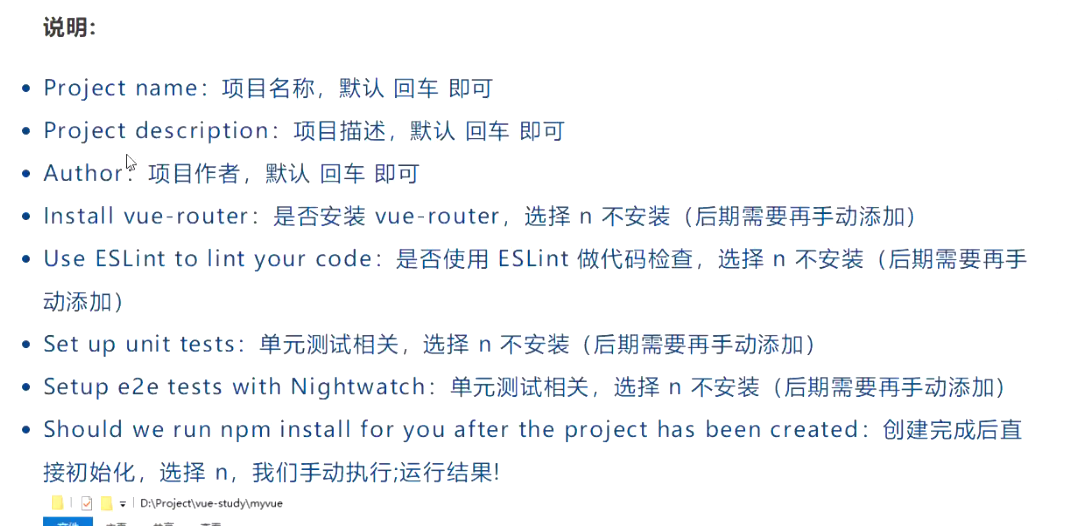 说明:
Project name：项目名称，默认 回车 即可
Project description：项目描述，默认 回车 即可
Author：项目作者，默认 回车 即可
Install vue-router：是否安装 vue-router，选择 n 不安装（后期需要再手动添加）
Use ESLint to lint your code：是否使用 ESLint 做代码检查，选择 n 不安装（后期需要再手
动添加）
Set up unit tests：单元测试相关，选择 n 不安装（后期需要再手动添加）
Setup e2e tests with Nightwatch：单元测试相关，选择 n 不安装（后期需要再手动添加）
Should we run npm install for you after the project has been created：创建完成后直
接初始化，选择 n，我们手动执行;运行结果!
D:\Project\vue-study\myvue